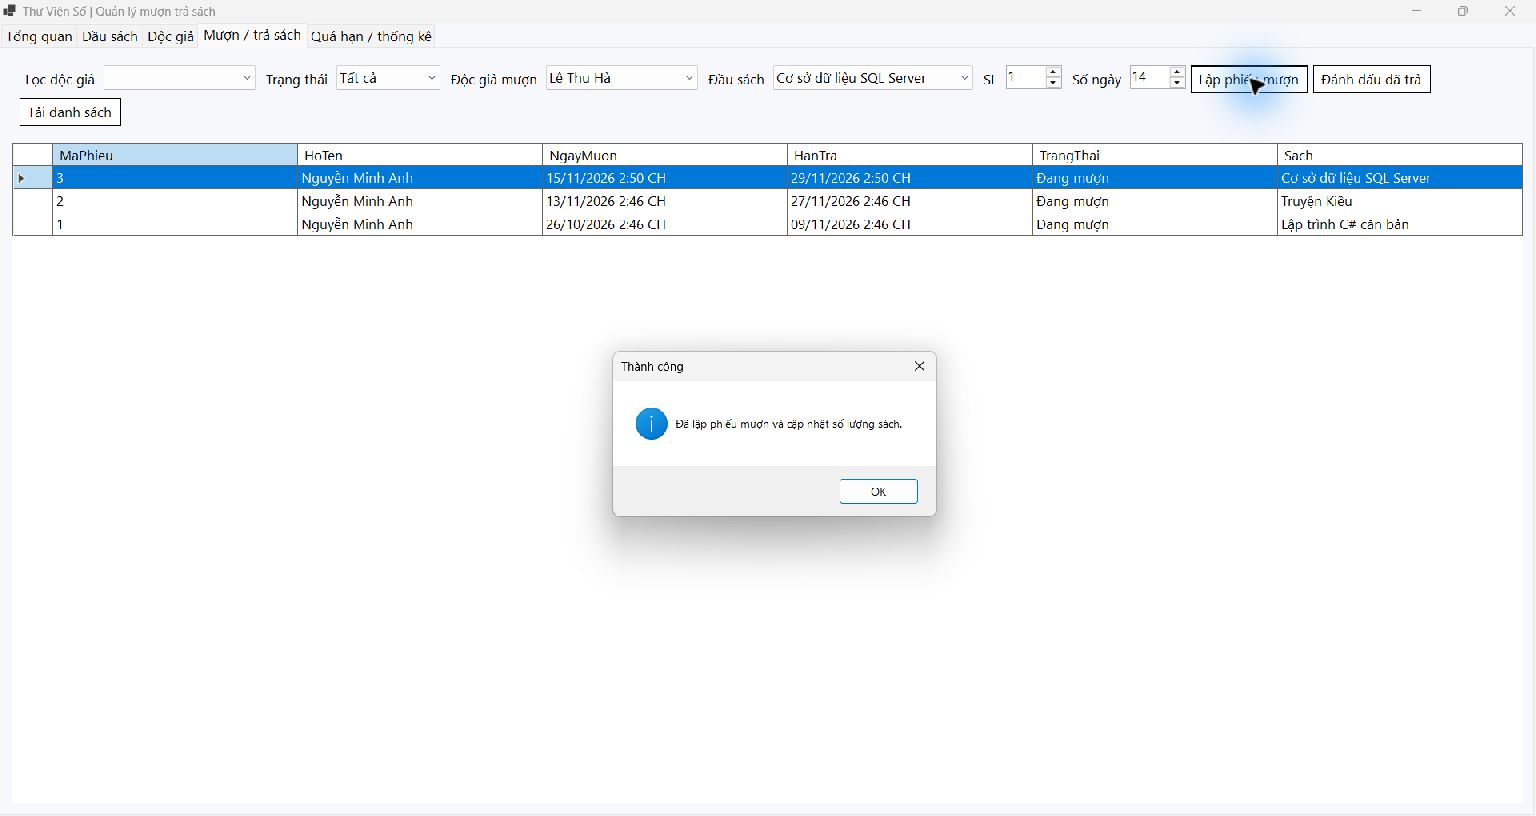 Thư Viện Số | Quản lý mượn trả sách
Tổng quan Đầu sách Độc giả Mượn / trả sách Quá hạn / thống kê
Lọc độc giả Trạng thái Tất cả Độc giả mượn Lê Thu Hà Đầu sách Cơ sở dữ liệu SQL Server SL 1 Số ngày 14 Lập phiếu mượn Đánh dấu đã trả
Tải danh sách
MaPhieu HoTen NgayMuon HanTra TrangThai Sach
3 Nguyễn Minh Anh 15/11/2026 2:50 CH 29/11/2026 2:50 CH Đang mượn Cơ sở dữ liệu SQL Server
2 Nguyễn Minh Anh 13/11/2026 2:46 CH 27/11/2026 2:46 CH Đang mượn Truyện Kiều
1 Nguyễn Minh Anh 26/10/2026 2:46 CH 09/11/2026 2:46 CH Đang mượn Lập trình C# căn bản
Thành công
Đã lập phiếu mượn và cập nhật số lượng sách.
OK